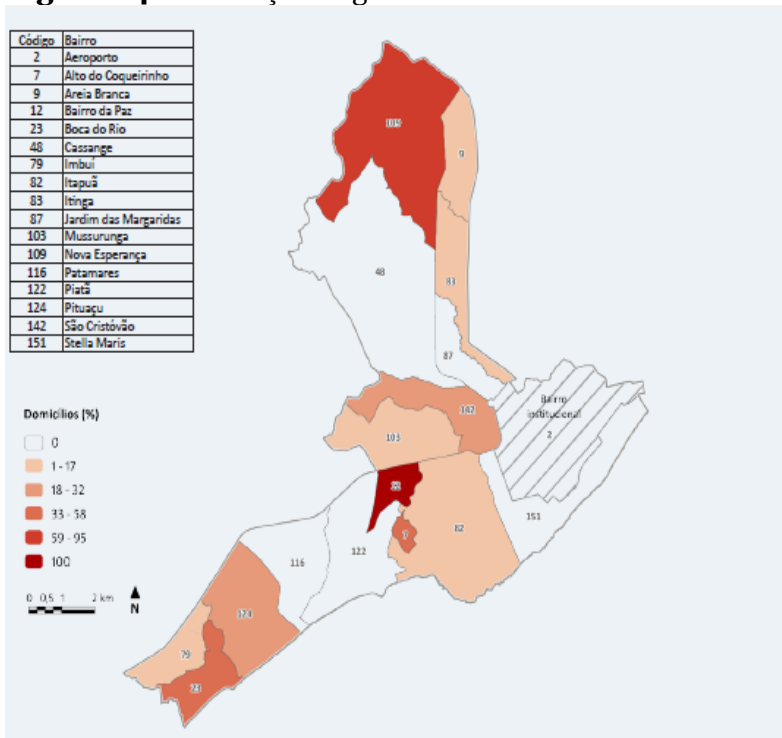 Código Bairro
2 Aeroporto
7 Alto do Coqueirinho
9 Areia Branca
12 Bairro da Paz
23 Boca do Rio
48 Cassange
79 Imbuí
82 Itapuã
83 Itinga
87 Jardim das Margaridas
103 Mussurunga
109 Nova Esperança
116 Patamares
122 Piatã
124 Pituaçu
142 São Cristóvão
151 Stella Maris
109
9
48
83
87
Bairro
institucional
2
142
103
151
82
7
122
116
79
23
Domicílios (%)
0
1 - 17
18 - 32
33 - 58
59 - 95
100
0 0,5 1 2 km
N